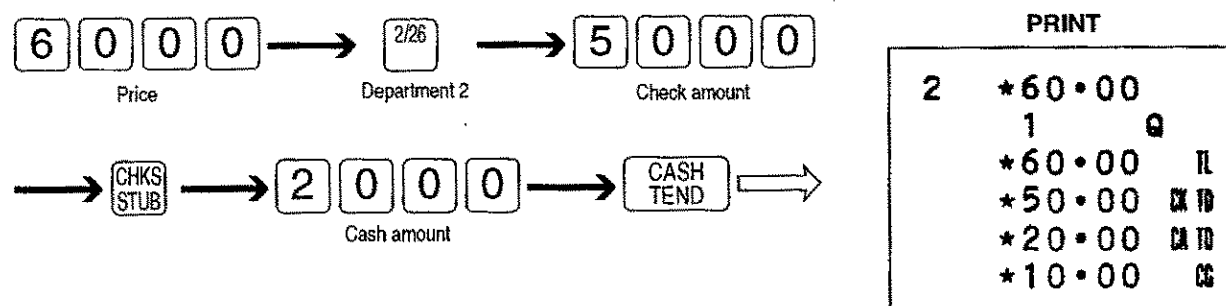 6 0 0 0 2/26 5 0 0 0
Price Department 2 Check amount
CHKS STUB 2 0 0 0 CASH TEND
Cash amount
PRINT
2 *60•00
1 Q
*60•00 TL
*50•00 CK TD
*20•00 CA TD
*10•00 CG